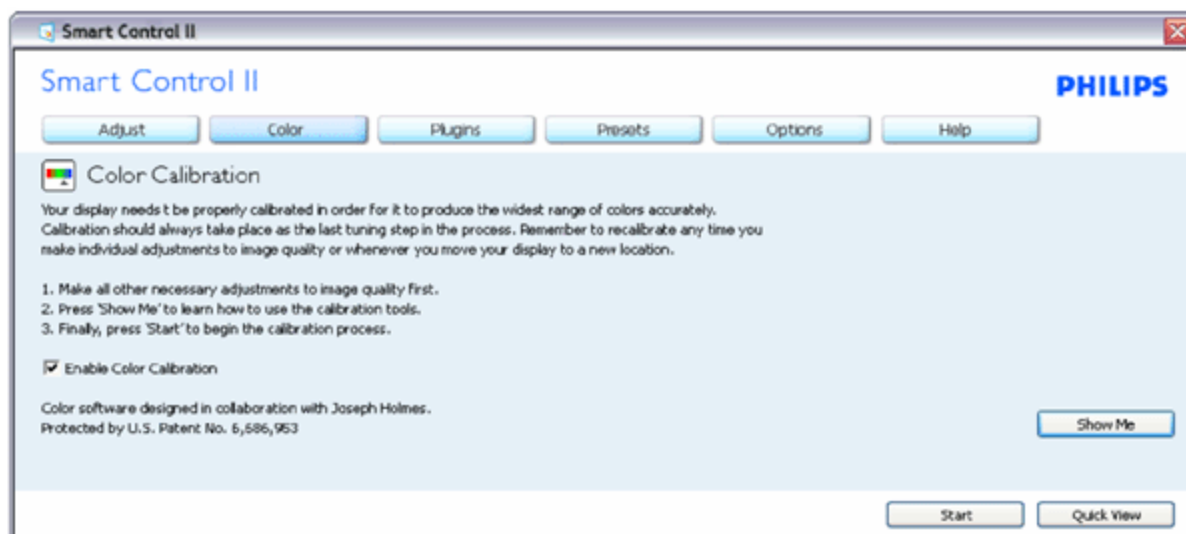 Smart Control II
Smart Control II
PHILIPS
Adjust Color Plugins Presets Options Help
Color Calibration
Your display needs t be properly calibrated in order for it to produce the widest range of colors accurately.
Calibration should always take place as the last tuning step in the process. Remember to recalibrate any time you
make individual adjustments to image quality or whenever you move your display to a new location.
1. Make all other necessary adjustments to image quality first.
2. Press 'Show Me' to learn how to use the calibration tools.
3. Finally, press 'Start' to begin the calibration process.
Enable Color Calibration
Color software designed in collaboration with Joseph Holmes.
Protected by U.S. Patent No. 6,686,953
Show Me
Start Quick View